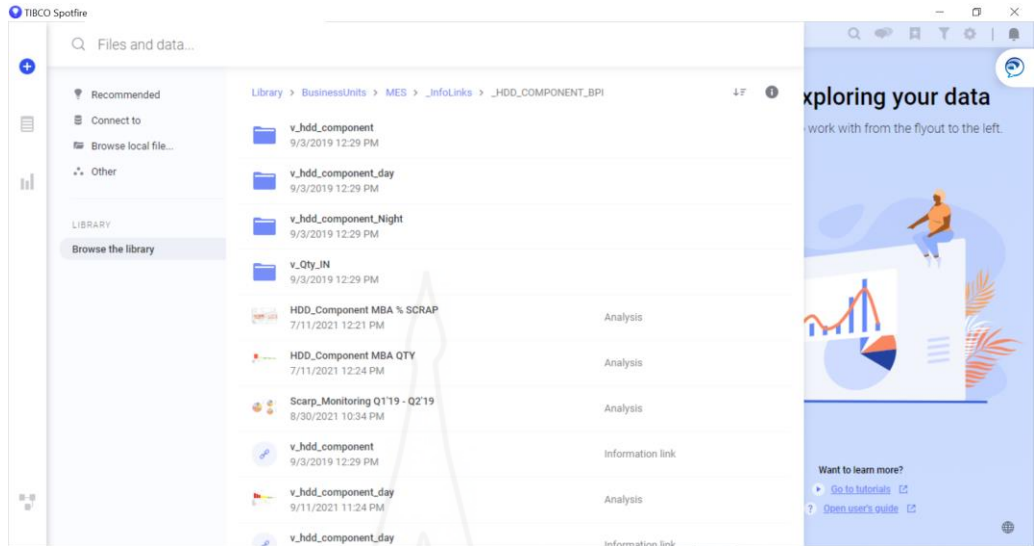 TIBCO Spotfire
Files and data...
Recommended
Connect to
Browse local file...
Other
LIBRARY
Browse the library
Library > BusinessUnits > MES > _InfoLinks > _HDD_COMPONENT_BPI
v_hdd_component
9/3/2019 12:29 PM
v_hdd_component_day
9/3/2019 12:29 PM
v_hdd_component_Night
9/3/2019 12:29 PM
v_Qty_IN
9/3/2019 12:29 PM
HDD_Component MBA % SCRAP
7/11/2021 12:21 PM
Analysis
HDD_Component MBA QTY
7/11/2021 12:24 PM
Analysis
Scarp_Monitoring Q1'19 - Q2'19
8/30/2021 10:34 PM
Analysis
v_hdd_component
9/3/2019 12:29 PM
Information link
v_hdd_component_day
9/11/2021 11:24 PM
Analysis
v_hdd_component_day
Information link
xploring your data
work with from the flyout to the left.
Want to learn more?
Go to tutorials
Open user's guide